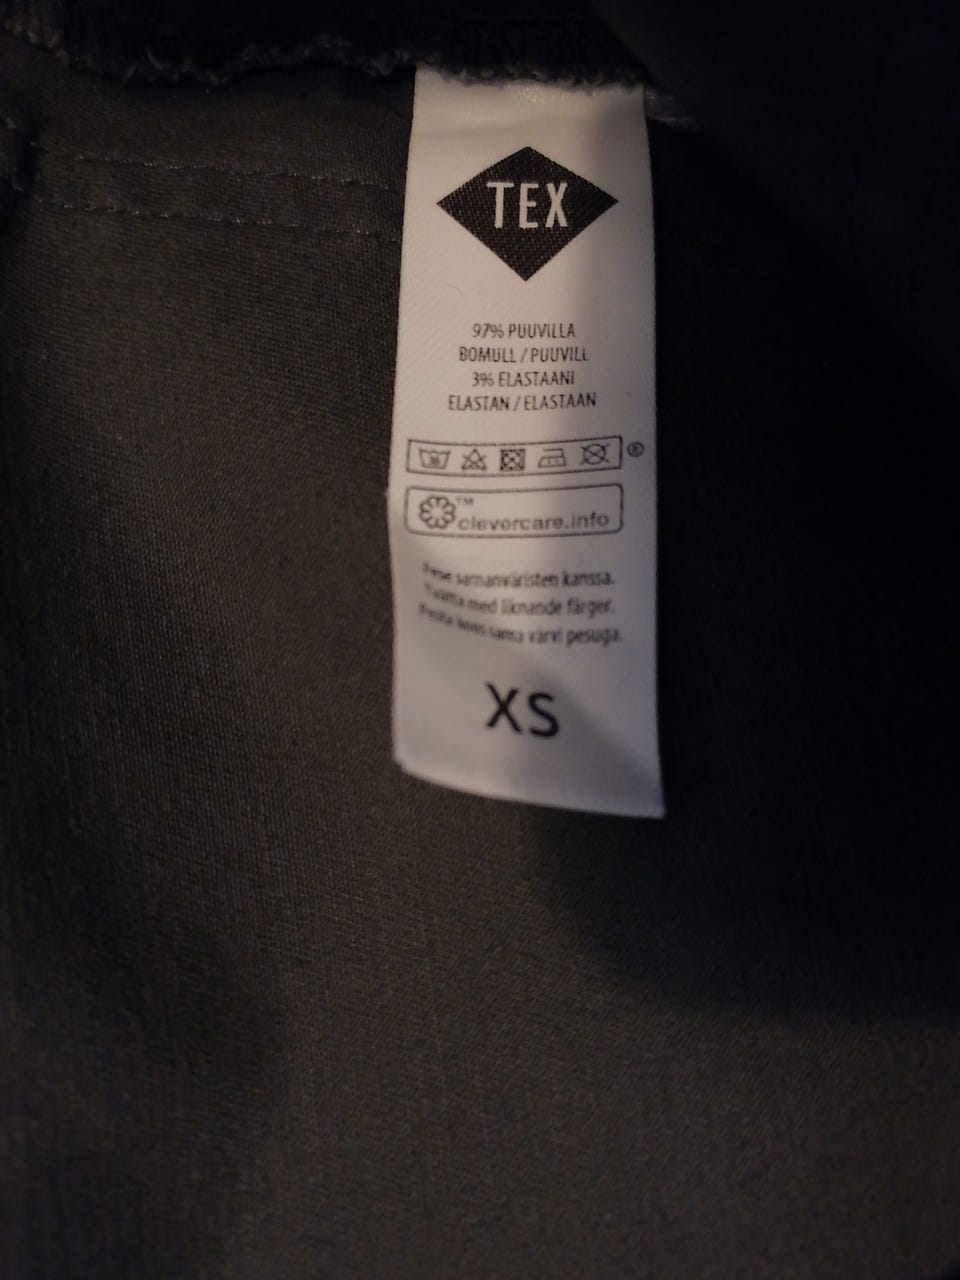 TEX
97% PUUVILLA
BOMULL / PUUVILL
3% ELASTAANI
ELASTAN / ELASTAAN
®
™
clevercare.info
Pese samanväristen kanssa.
Tvätta med liknande färger.
Pesta koos sama värvi pesuga.
XS